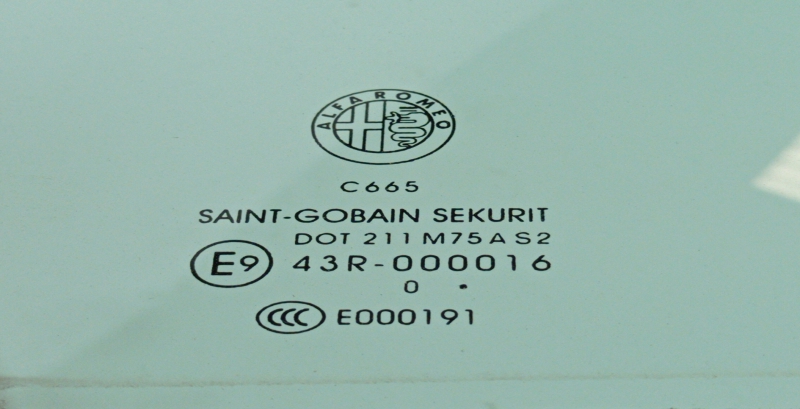 ALFA ROMEO
C665
SAINT-GOBAIN SEKURIT
DOT 211 M75 A S2
E9 43R-000016
0 .
CCC E000191